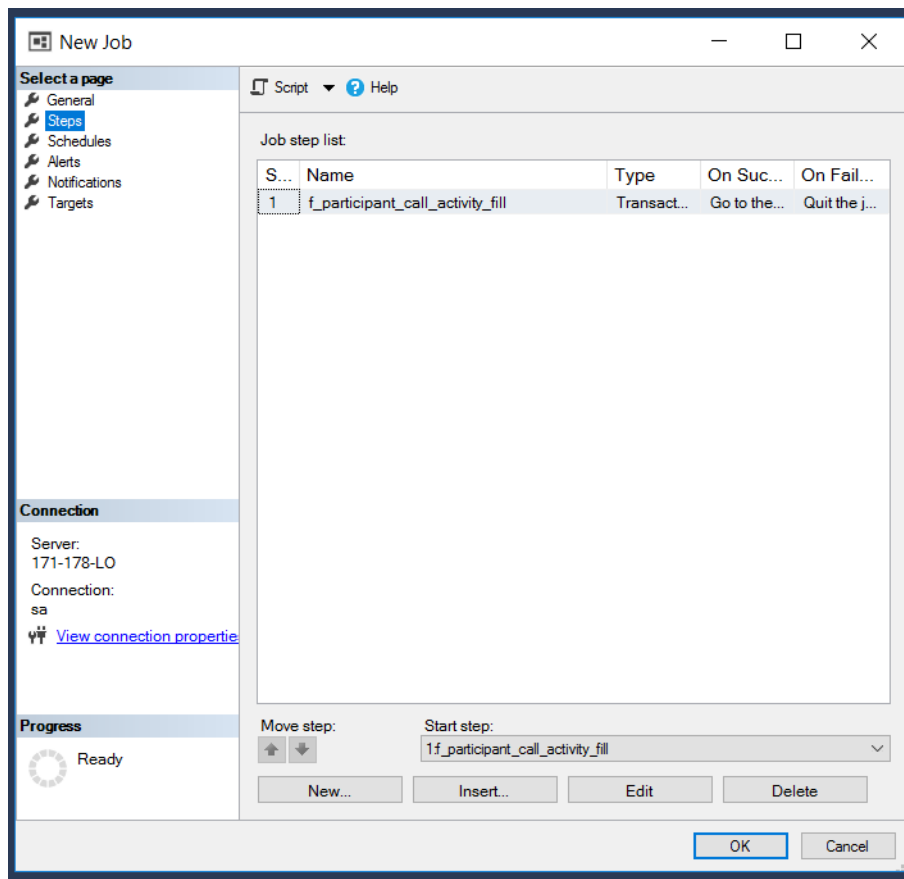 New Job
Select a page
General
Steps
Schedules
Alerts
Notifications
Targets
Script Help
Job step list:
S... Name Type On Suc... On Fail...
1 f_participant_call_activity_fill Transact... Go to the... Quit the j...
Connection
Server:
171-178-LO
Connection:
sa
View connection propertie
Progress
Ready
Move step: Start step:
1:f_participant_call_activity_fill
New... Insert... Edit Delete
OK Cancel